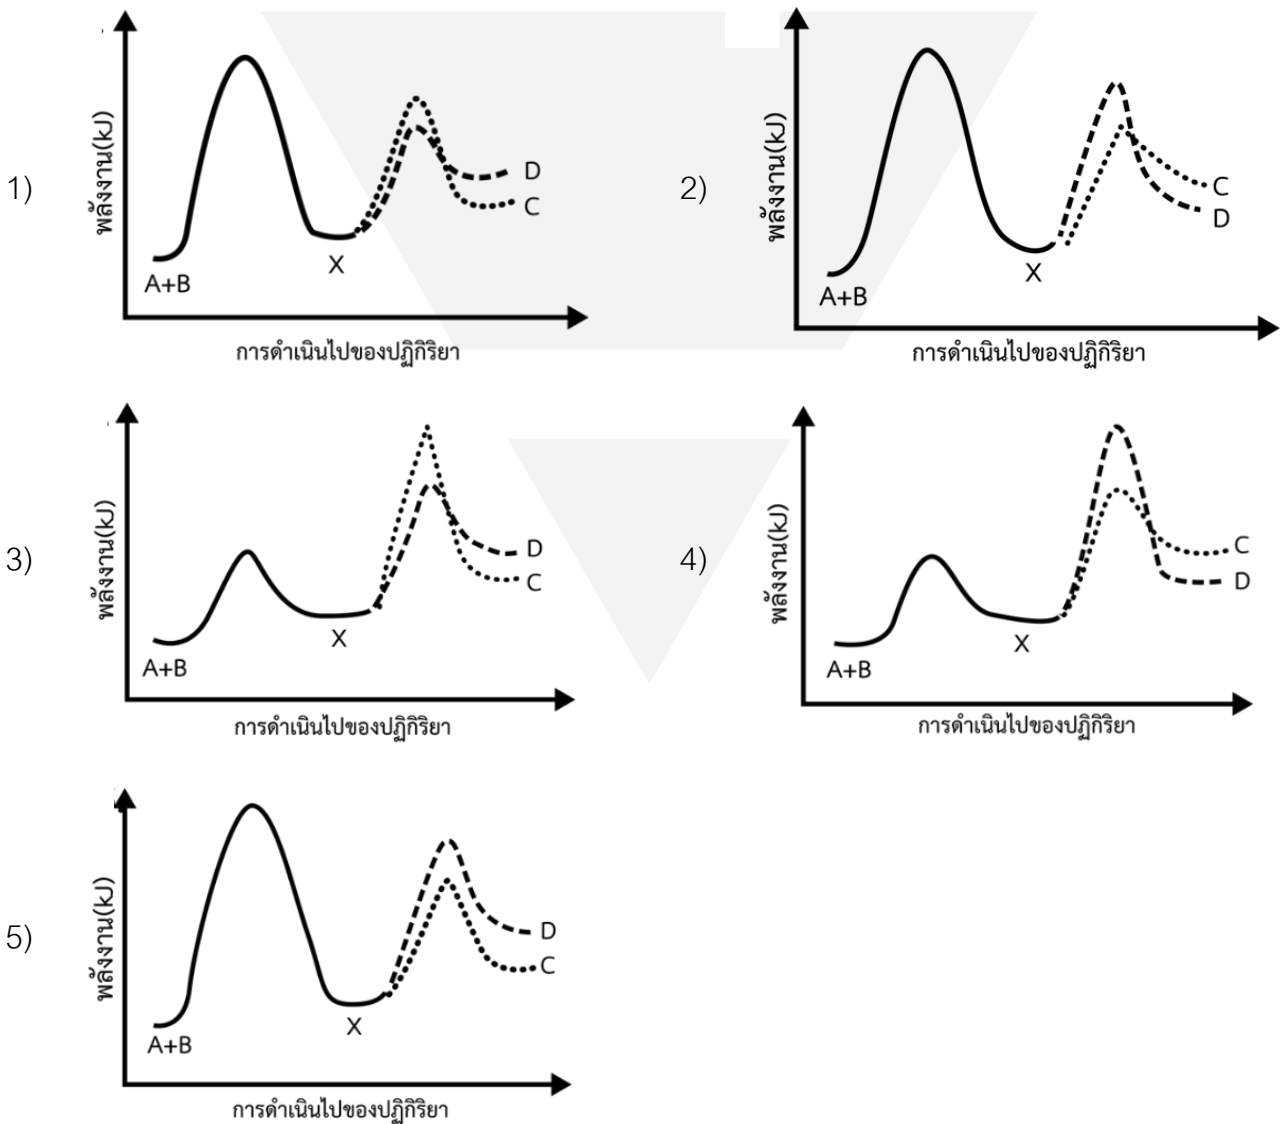 1)
พลังงาน(kJ)
A+B
X
D
C
การดำเนินไปของปฏิกิริยา
2)
พลังงาน(kJ)
A+B
X
C
D
การดำเนินไปของปฏิกิริยา
3)
พลังงาน(kJ)
A+B
X
D
C
การดำเนินไปของปฏิกิริยา
4)
พลังงาน(kJ)
A+B
X
C
D
การดำเนินไปของปฏิกิริยา
5)
พลังงาน(kJ)
A+B
X
D
C
การดำเนินไปของปฏิกิริยา